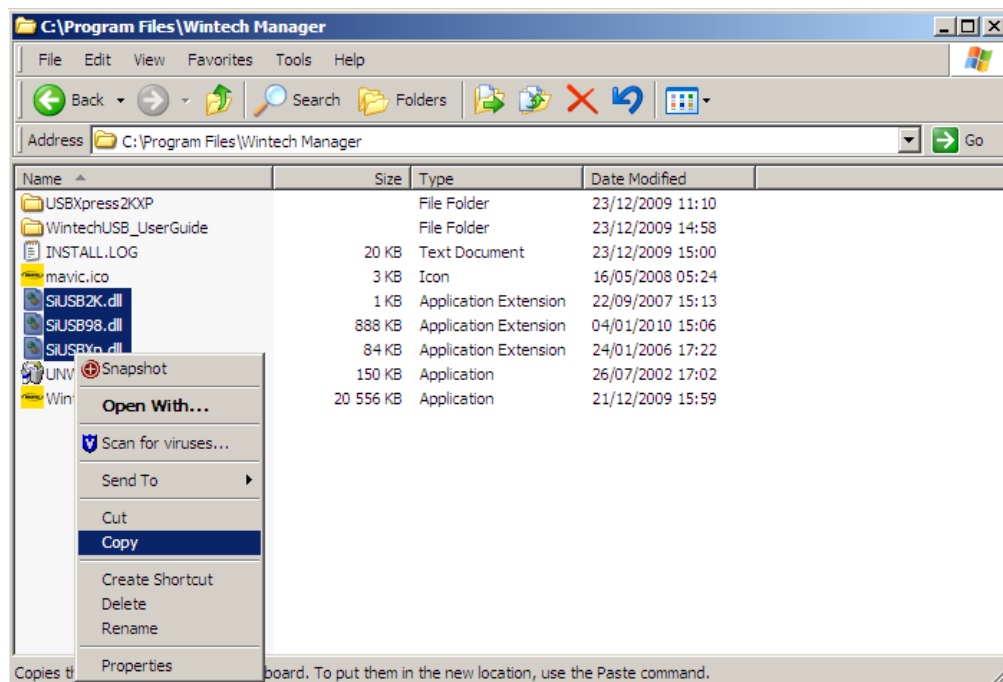 C:\Program Files\Wintech Manager
File Edit View Favorites Tools Help
Back Search Folders
Address C:\Program Files\Wintech Manager Go
Name Size Type Date Modified
USBXpress2KXP File Folder 23/12/2009 11:10
WintechUSB_UserGuide File Folder 23/12/2009 14:58
INSTALL.LOG 20 KB Text Document 23/12/2009 15:00
mavic.ico 3 KB Icon 16/05/2008 05:24
SiUSB2K.dll 1 KB Application Extension 22/09/2007 15:13
SiUSB98.dll 888 KB Application Extension 04/01/2010 15:06
SiUSBXp.dll 84 KB Application Extension 24/01/2006 17:22
UNW 150 KB Application 26/07/2002 17:02
Win 20 556 KB Application 21/12/2009 15:59
Snapshot
Open With...
Scan for viruses...
Send To
Cut
Copy
Create Shortcut
Delete
Rename
Properties
Copies board. To put them in the new location, use the Paste command.